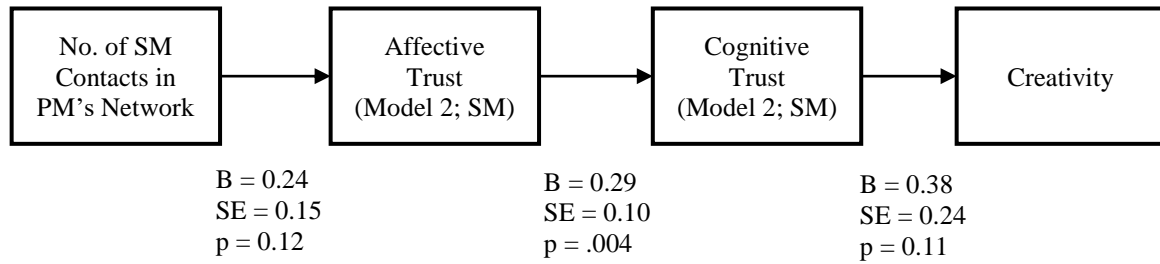 No. of SM
Contacts in
PM's Network
Affective
Trust
(Model 2; SM)
Cognitive
Trust
(Model 2; SM)
Creativity
B = 0.24
SE = 0.15
p = 0.12
B = 0.29
SE = 0.10
p = .004
B = 0.38
SE = 0.24
p = 0.11